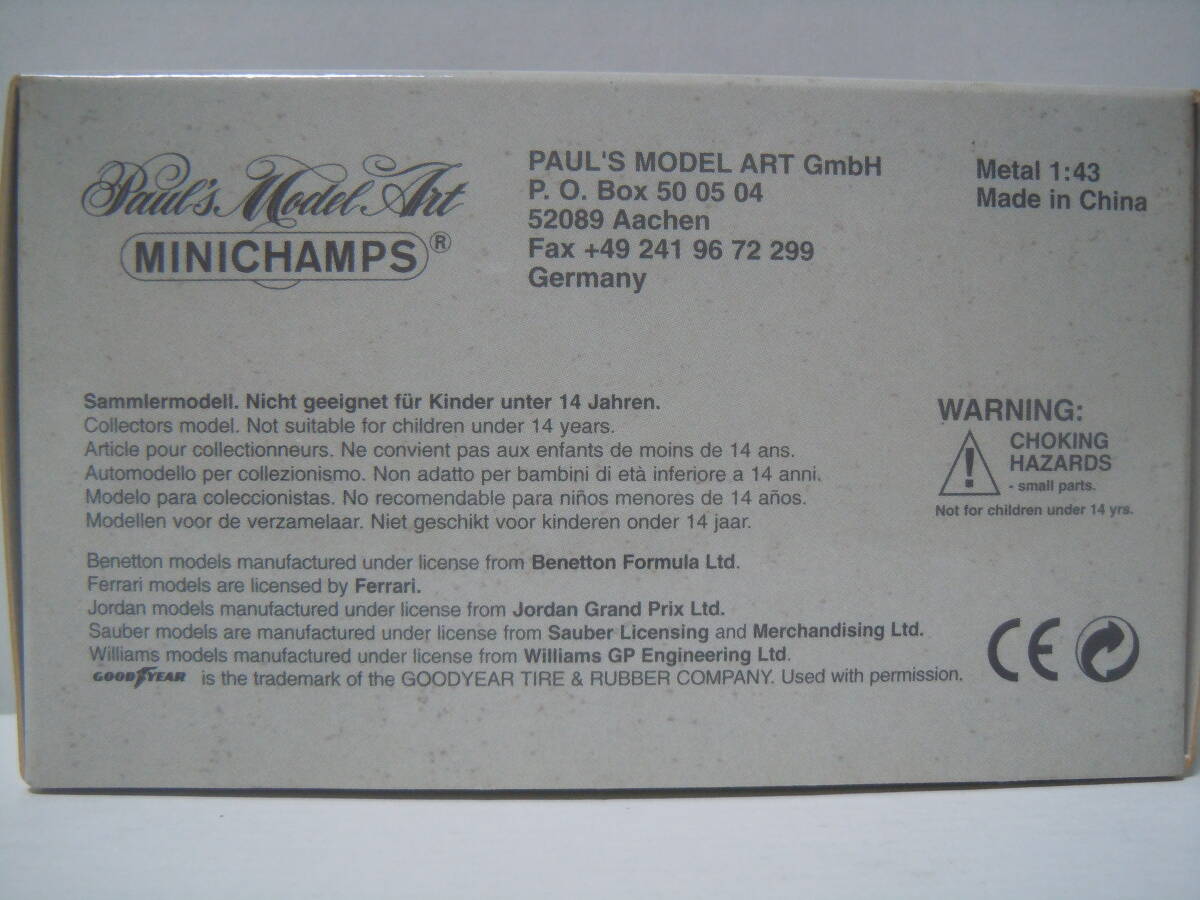 Paul's Model Art
MINICHAMPS®
PAUL'S MODEL ART GmbH
P. O. Box 50 05 04
52089 Aachen
Fax +49 241 96 72 299
Germany
Metal 1:43
Made in China
Sammlermodell. Nicht geeignet für Kinder unter 14 Jahren.
Collectors model. Not suitable for children under 14 years.
Article pour collectionneurs. Ne convient pas aux enfants de moins de 14 ans.
Automodello per collezionismo. Non adatto per bambini di età inferiore a 14 anni.
Modelo para coleccionistas. No recomendable para niños menores de 14 años.
Modellen voor de verzamelaar. Niet geschikt voor kinderen onder 14 jaar.
WARNING:
CHOKING
HAZARDS
- small parts.
Not for children under 14 yrs.
Benetton models manufactured under license from Benetton Formula Ltd.
Ferrari models are licensed by Ferrari.
Jordan models manufactured under license from Jordan Grand Prix Ltd.
Sauber models are manufactured under license from Sauber Licensing and Merchandising Ltd.
Williams models manufactured under license from Williams GP Engineering Ltd.
GOODYEAR is the trademark of the GOODYEAR TIRE & RUBBER COMPANY. Used with permission.
CE